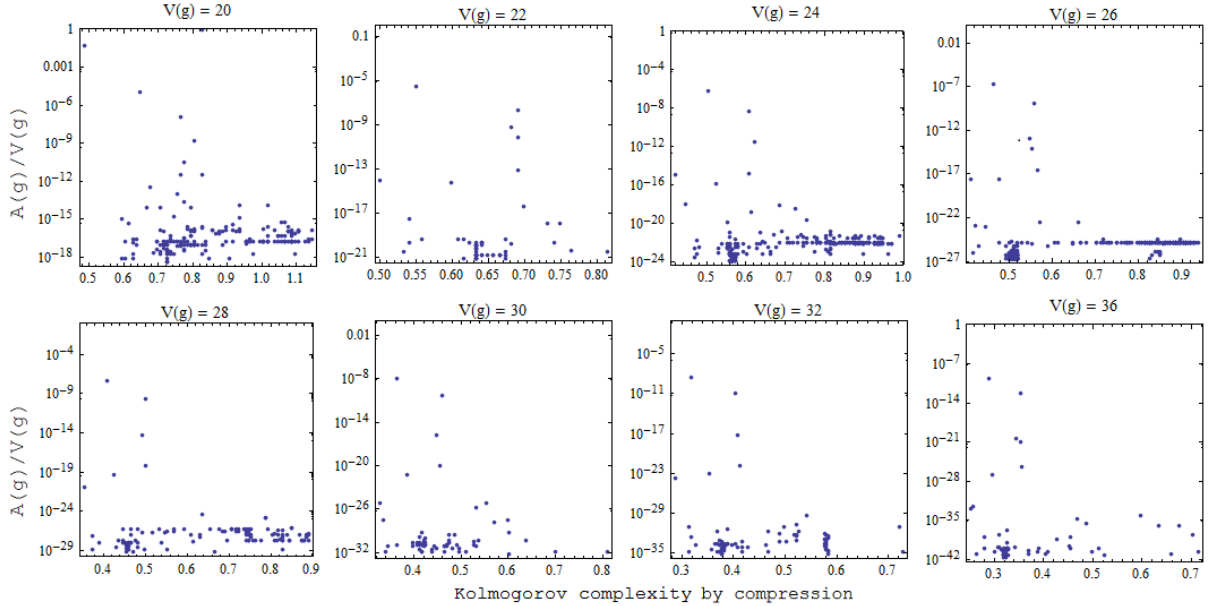 V(g) = 20
V(g) = 22
V(g) = 24
V(g) = 26
A(g)/V(g)
1
0.001
10-6
10-9
10-12
10-15
10-18
0.5 0.6 0.7 0.8 0.9 1.0 1.1
0.1
10-5
10-9
10-13
10-17
10-21
0.50 0.55 0.60 0.65 0.70 0.75 0.80
1
10-4
10-8
10-12
10-16
10-20
10-24
0.5 0.6 0.7 0.8 0.9 1.0
0.01
10-7
10-12
10-17
10-22
10-27
0.5 0.6 0.7 0.8 0.9
V(g) = 28
V(g) = 30
V(g) = 32
V(g) = 36
A(g)/V(g)
10-4
10-9
10-14
10-19
10-24
10-29
0.4 0.5 0.6 0.7 0.8 0.9
0.01
10-8
10-14
10-20
10-26
10-32
0.4 0.5 0.6 0.7 0.8
10-5
10-11
10-17
10-23
10-29
10-35
0.3 0.4 0.5 0.6 0.7
1
10-7
10-14
10-21
10-28
10-35
10-42
0.3 0.4 0.5 0.6 0.7
Kolmogorov complexity by compression